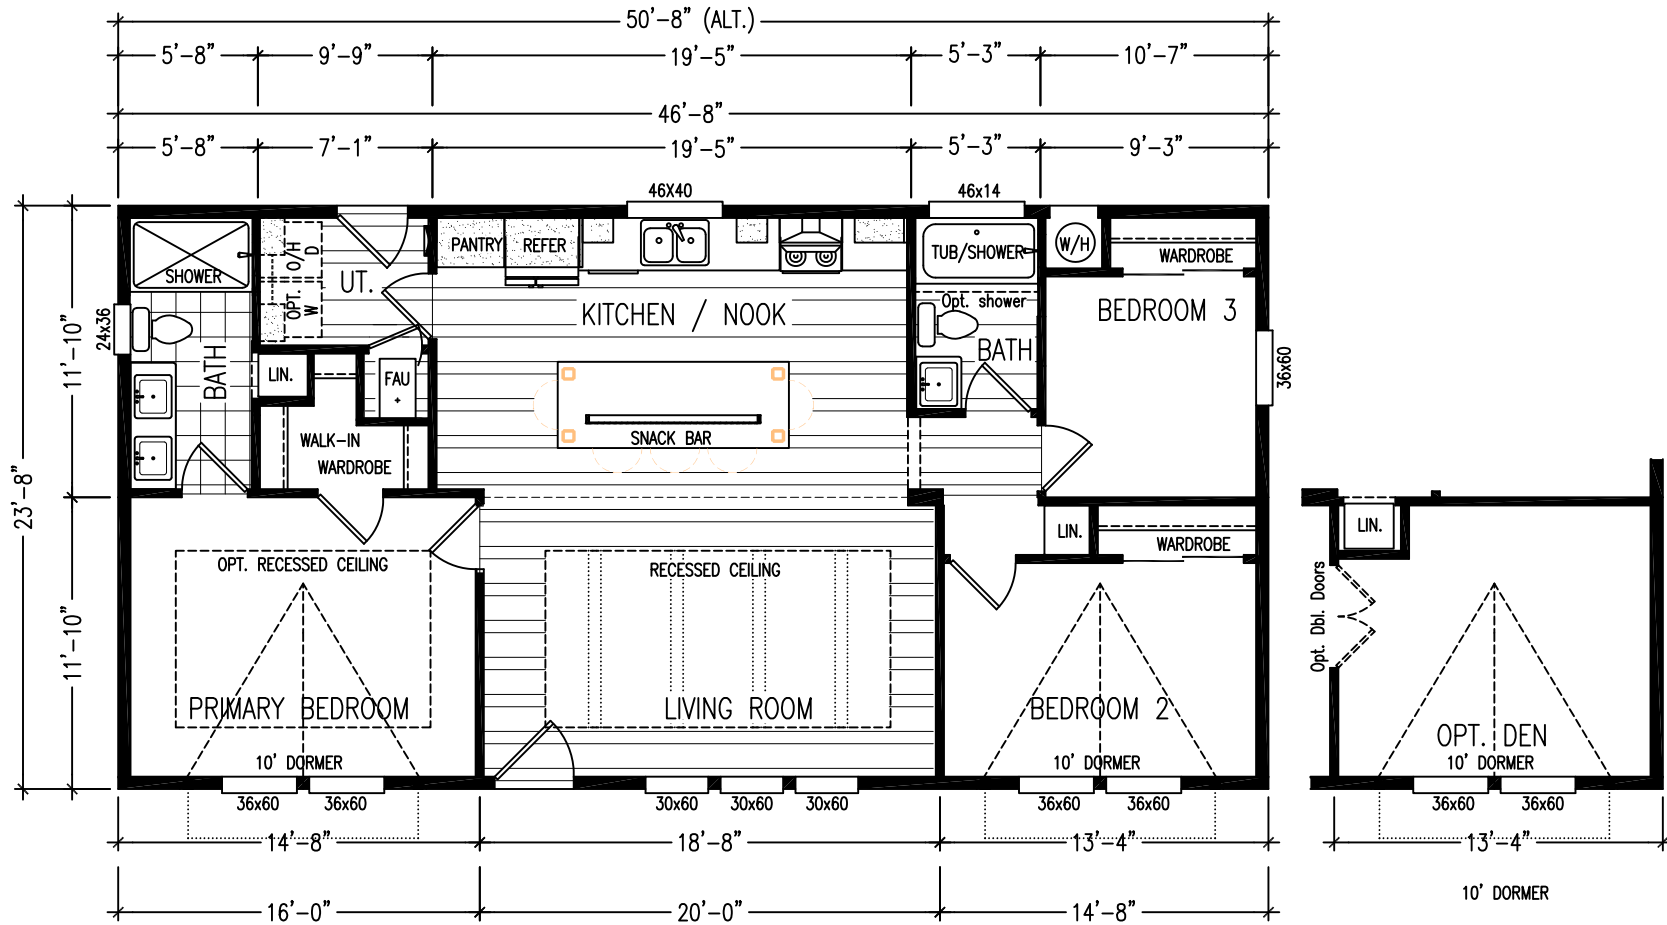 50'-8" (ALT.)
5'-8" 9'-9" 19'-5" 5'-3" 10'-7"
46'-8"
5'-8" 7'-1" 19'-5" 5'-3" 9'-3"
46X40 46x14
PANTRY REFER
O/H
D
OPT.
W
UT.
SHOWER
TUB/SHOWER
W/H
WARDROBE
Opt. shower
KITCHEN / NOOK
BEDROOM 3
24x36
BATH
BATH
36x60
11'-10"
LIN.
FAU
WALK-IN
WARDROBE
SNACK BAR
23'-8"
LIN.
WARDROBE
LIN.
OPT. RECESSED CEILING
RECESSED CEILING
Opt. Dbl. Doors
11'-10"
PRIMARY BEDROOM
LIVING ROOM
BEDROOM 2
OPT. DEN
10' DORMER
10' DORMER
10' DORMER
36x60 36x60 30x60 30x60 30x60 36x60 36x60 36x60 36x60
14'-8" 18'-8" 13'-4" 13'-4"
10' DORMER
16'-0" 20'-0" 14'-8"